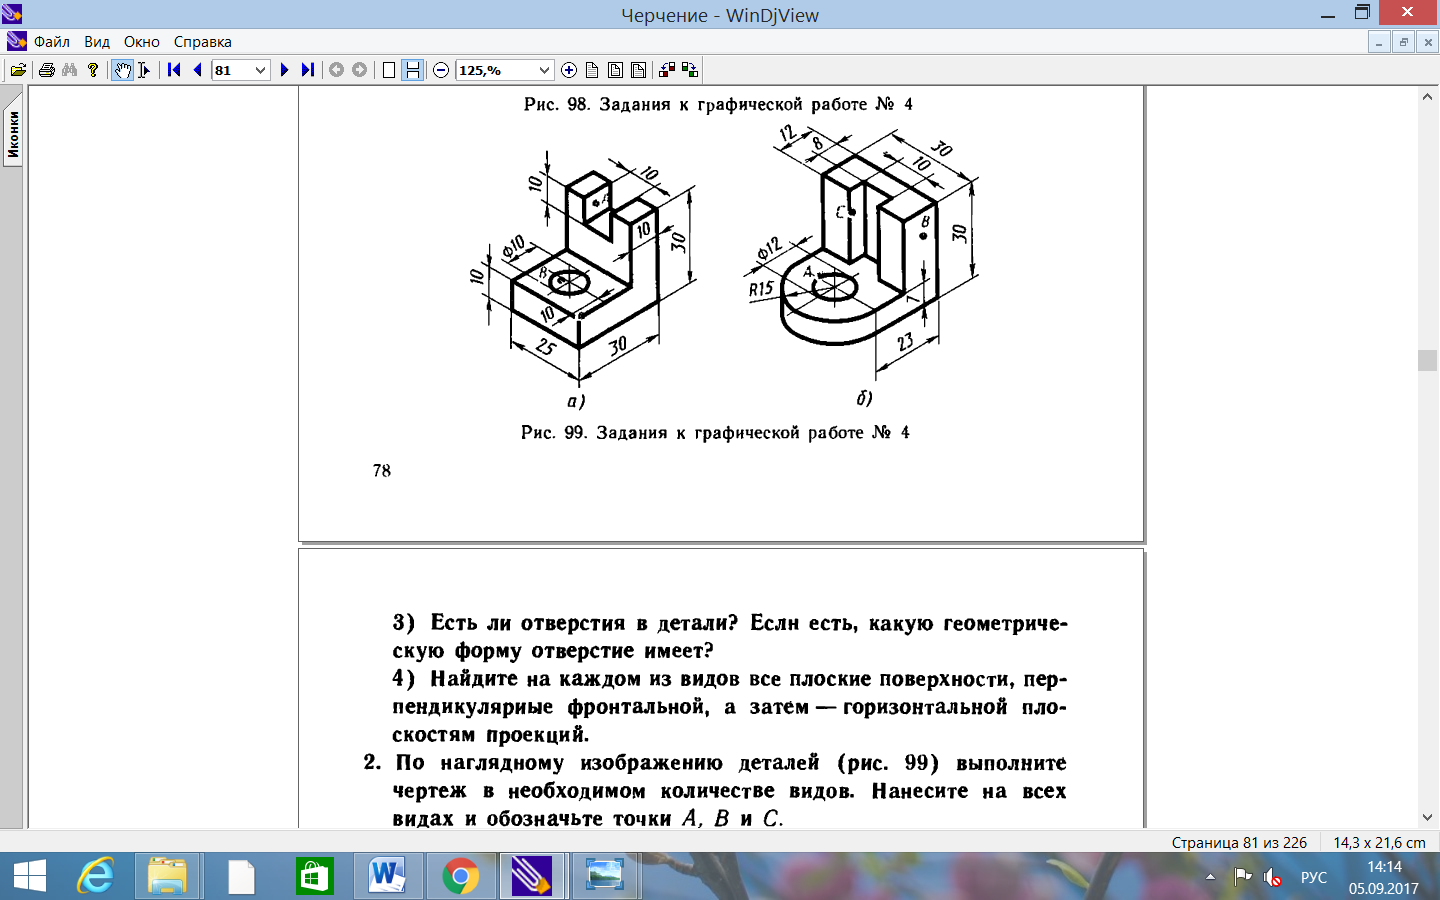 Черчение - WinDjView
Файл Вид Окно Справка
81
125,%
Иконки
Рис. 98. Задания к графической работе № 4
10
10
10
30
Ф10
В
А
10
10
25
30
а)
12
8
30
10
С
В
30
Ф12
А
R15
7
23
б)
Рис. 99. Задания к графической работе № 4
78
3) Есть ли отверстия в детали? Если есть, какую геометриче-
скую форму отверстие имеет?
4) Найдите на каждом из видов все плоские поверхности, пер-
пендикулярные фронтальной, а затем — горизонтальной пло-
скостям проекций.
2. По наглядному изображению деталей (рис. 99) выполните
чертеж в необходимом количестве видов. Нанесите на всех
видах и обозначьте точки А, В и С.
Страница 81 из 226 14,3 x 21,6 cm
РУС
14:14
05.09.2017